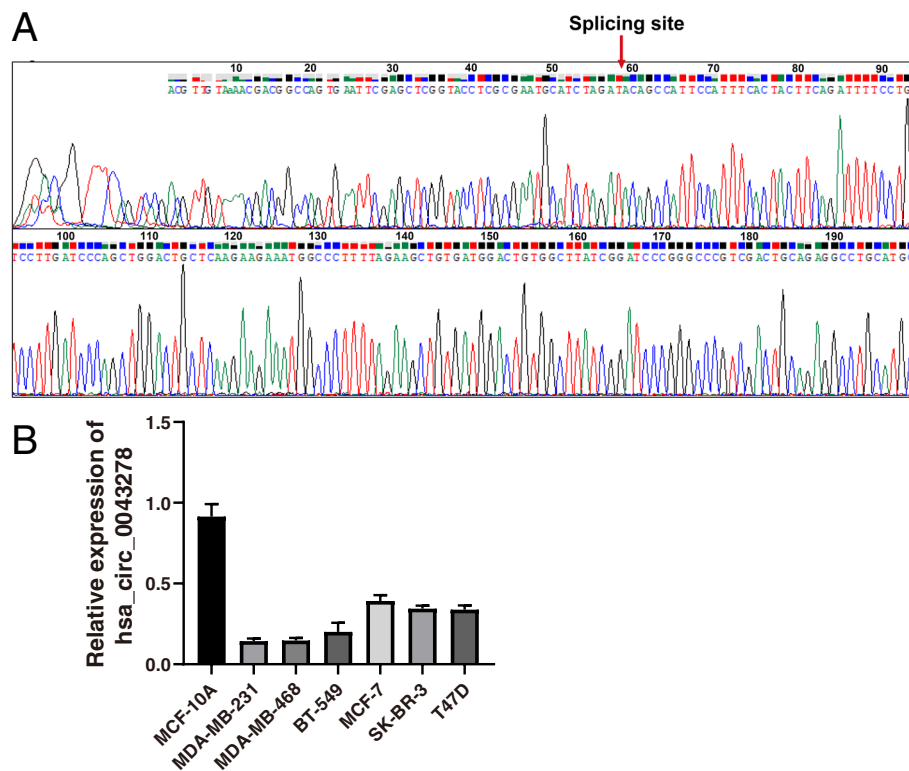 A
Splicing site
10 20 30 40 50 60 70 80 90
ACGTTGTAaAACGACGGCCAGTGAATTCGAGCTCGGTACCTCGCGAATGCATCTAGATACAGCCATTCCATTTCACTACTTCAGATTTTCCTG
TCCTTGATCCCAGCTGGACTGCTCAAGAAGAAATGGCCCTTTTAGAAGCTGTGATGGACTGTGGCTTATCGGATCCCGGGCCCGTCGACTGCAGAGGCCTGCATGC
100 110 120 130 140 150 160 170 180 190
B
Relative expression of
hsa_circ_0043278
1.5
1.0
0.5
0.0
MCF-10A
MDA-MB-231
MDA-MB-468
BT-549
MCF-7
SK-BR-3
T47D